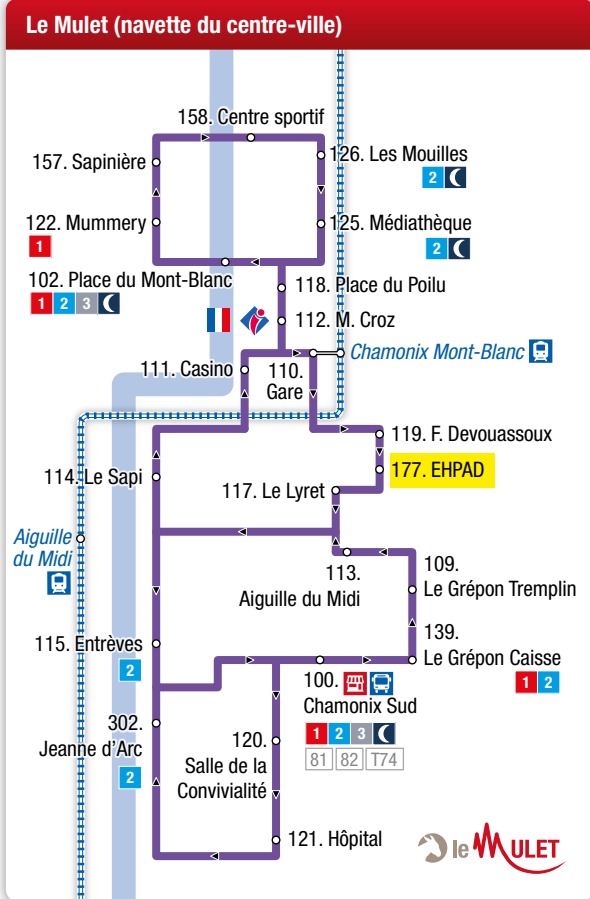 Le Mulet (navette du centre-ville)
158. Centre sportif
157. Sapinière
126. Les Mouilles
2
122. Mummery
1
125. Médiathèque
2
102. Place du Mont-Blanc
1 2 3
118. Place du Poilu
112. M. Croz
Chamonix Mont-Blanc
111. Casino
110.
Gare
119. F. Devouassoux
114. Le Sapi
177. EHPAD
117. Le Lyret
Aiguille
du Midi
113.
Aiguille du Midi
109.
Le Grépon Tremplin
139.
Le Grépon Caisse
1 2
115. Entrèves
2
100.
Chamonix Sud
1 2 3
81 82 T74
302.
Jeanne d'Arc
2
120.
Salle de la
Convivialité
121. Hôpital
le MULET